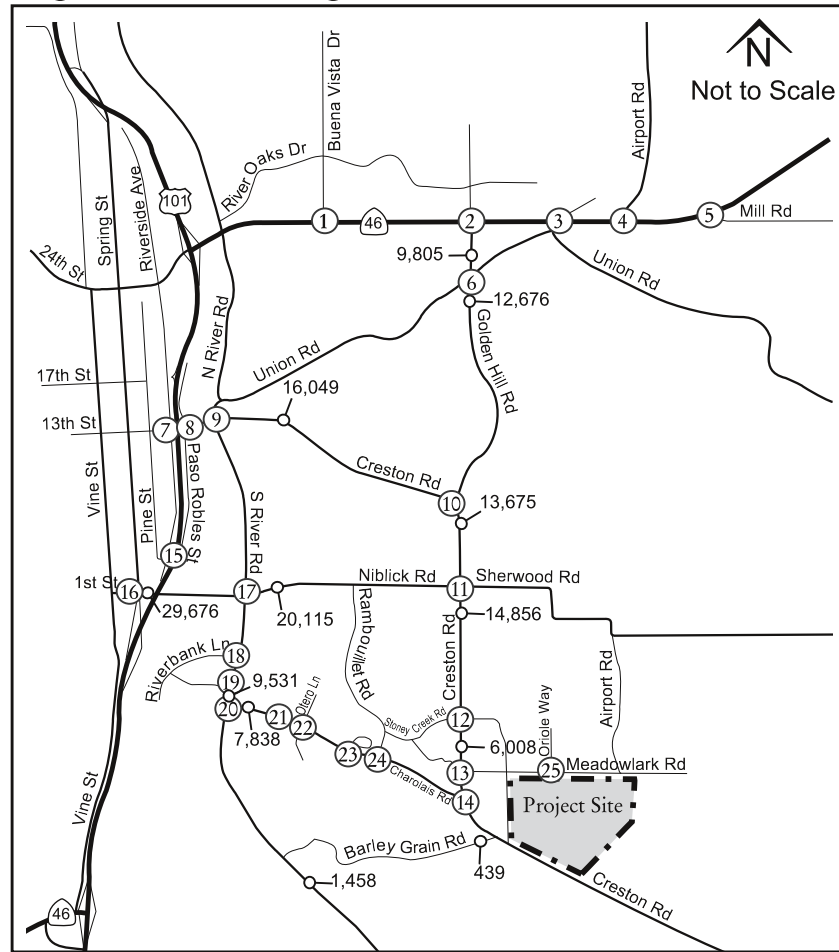 N
Not to Scale
Buena Vista Dr
Airport Rd
River Oaks Dr
Spring St
Riverside Ave
101
24th St
1
46
2
3
4
5
Mill Rd
9,805
6
12,676
Union Rd
N River Rd
Union Rd
Golden Hill Rd
17th St
16,049
13th St
7
8
9
Vine St
Pine St
Paso Robles St
S River Rd
Creston Rd
10
13,675
15
1st St
16
29,676
17
20,115
Niblick Rd
11
Sherwood Rd
14,856
Rambouillet Rd
Creston Rd
Airport Rd
Riverbank Ln
18
19
9,531
20
7,838
21
Otero Ln
22
23
24
Stoney Creek Rd
12
6,008
Oriole Way
13
25
Meadowlark Rd
Charolais Rd
14
Project Site
Vine St
Barley Grain Rd
439
1,458
Creston Rd
46